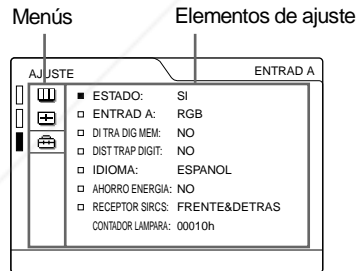 Menús
Elementos de ajuste
AJUSTE
ENTRAD A
ESTADO: SI
ENTRAD A: RGB
DI TRA DIG MEM: NO
DIST TRAP DIGIT: NO
IDIOMA: ESPANOL
AHORRO ENERGIA: NO
RECEPTOR SIRCS: FRENTE&DETRAS
CONTADOR LAMPARA: 00010h